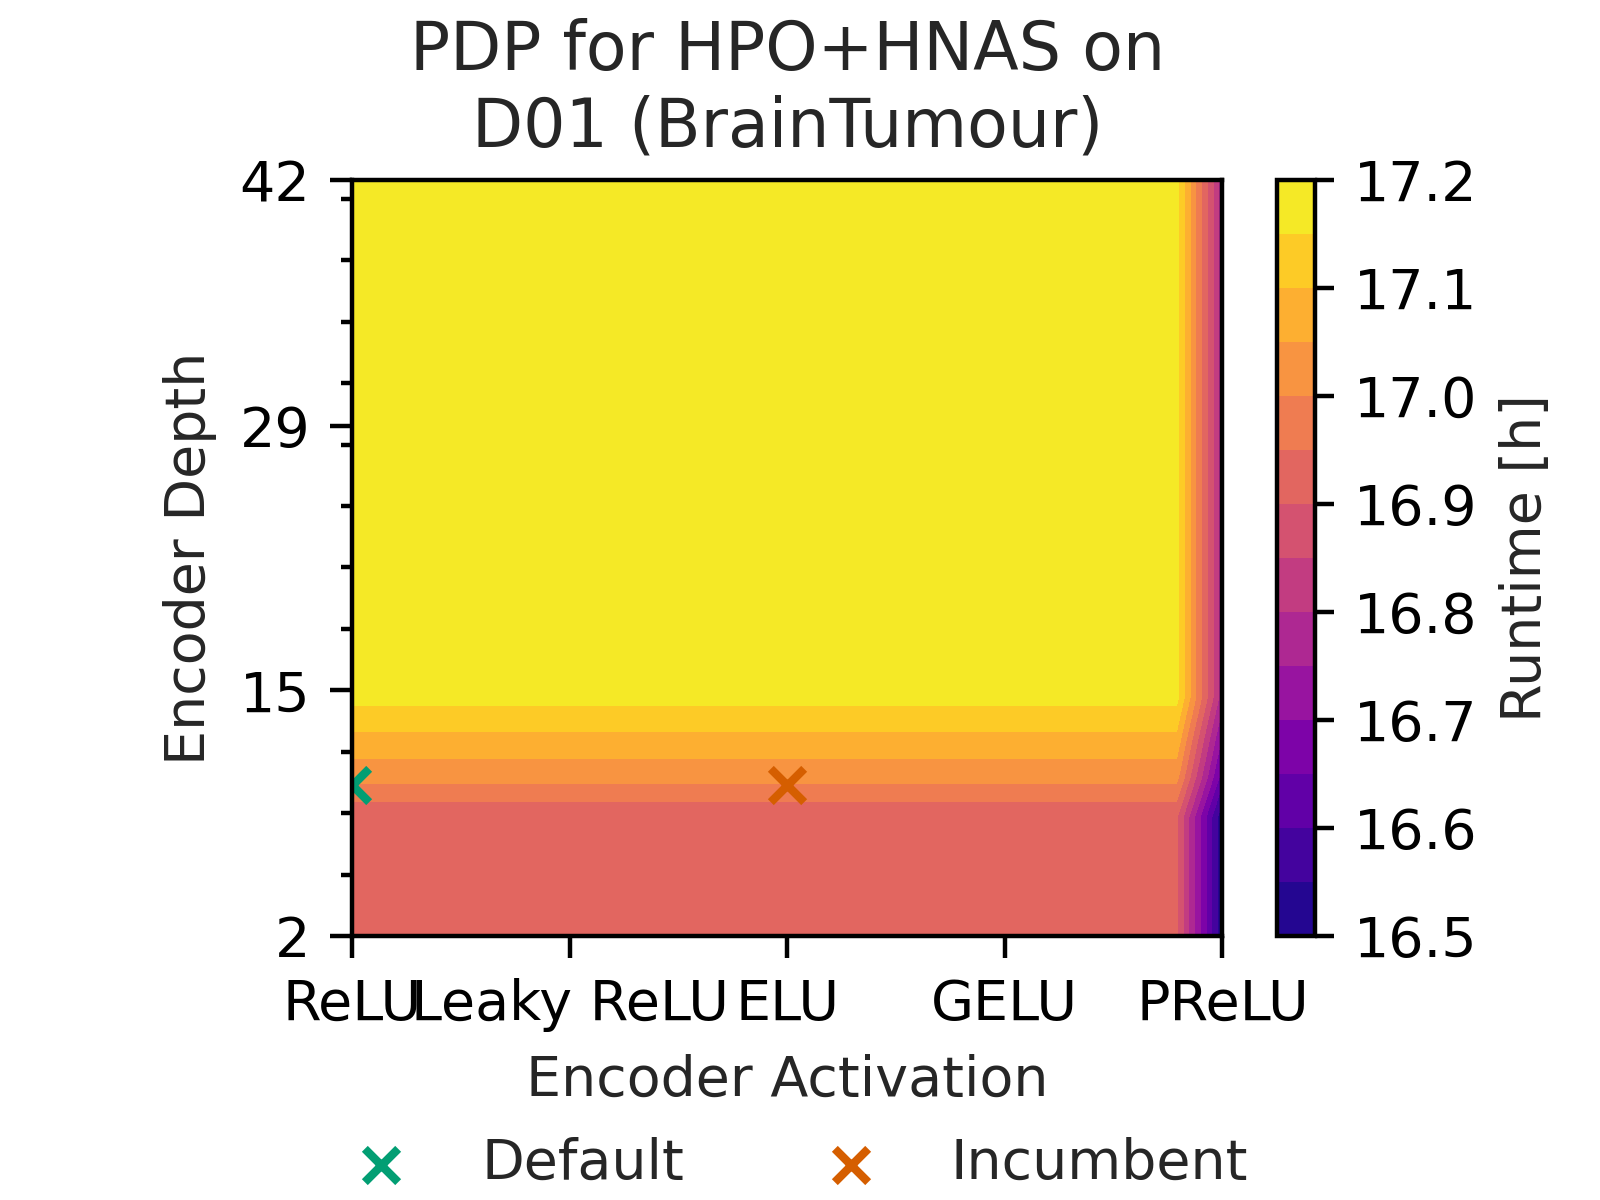 PDP for HPO+HNAS on
D01 (BrainTumour)
42
29
15
2
Encoder Depth
ReLU Leaky ReLU ELU GELU PReLU
Encoder Activation
17.2
17.1
17.0
16.9
16.8
16.7
16.6
16.5
Runtime [h]
Default Incumbent